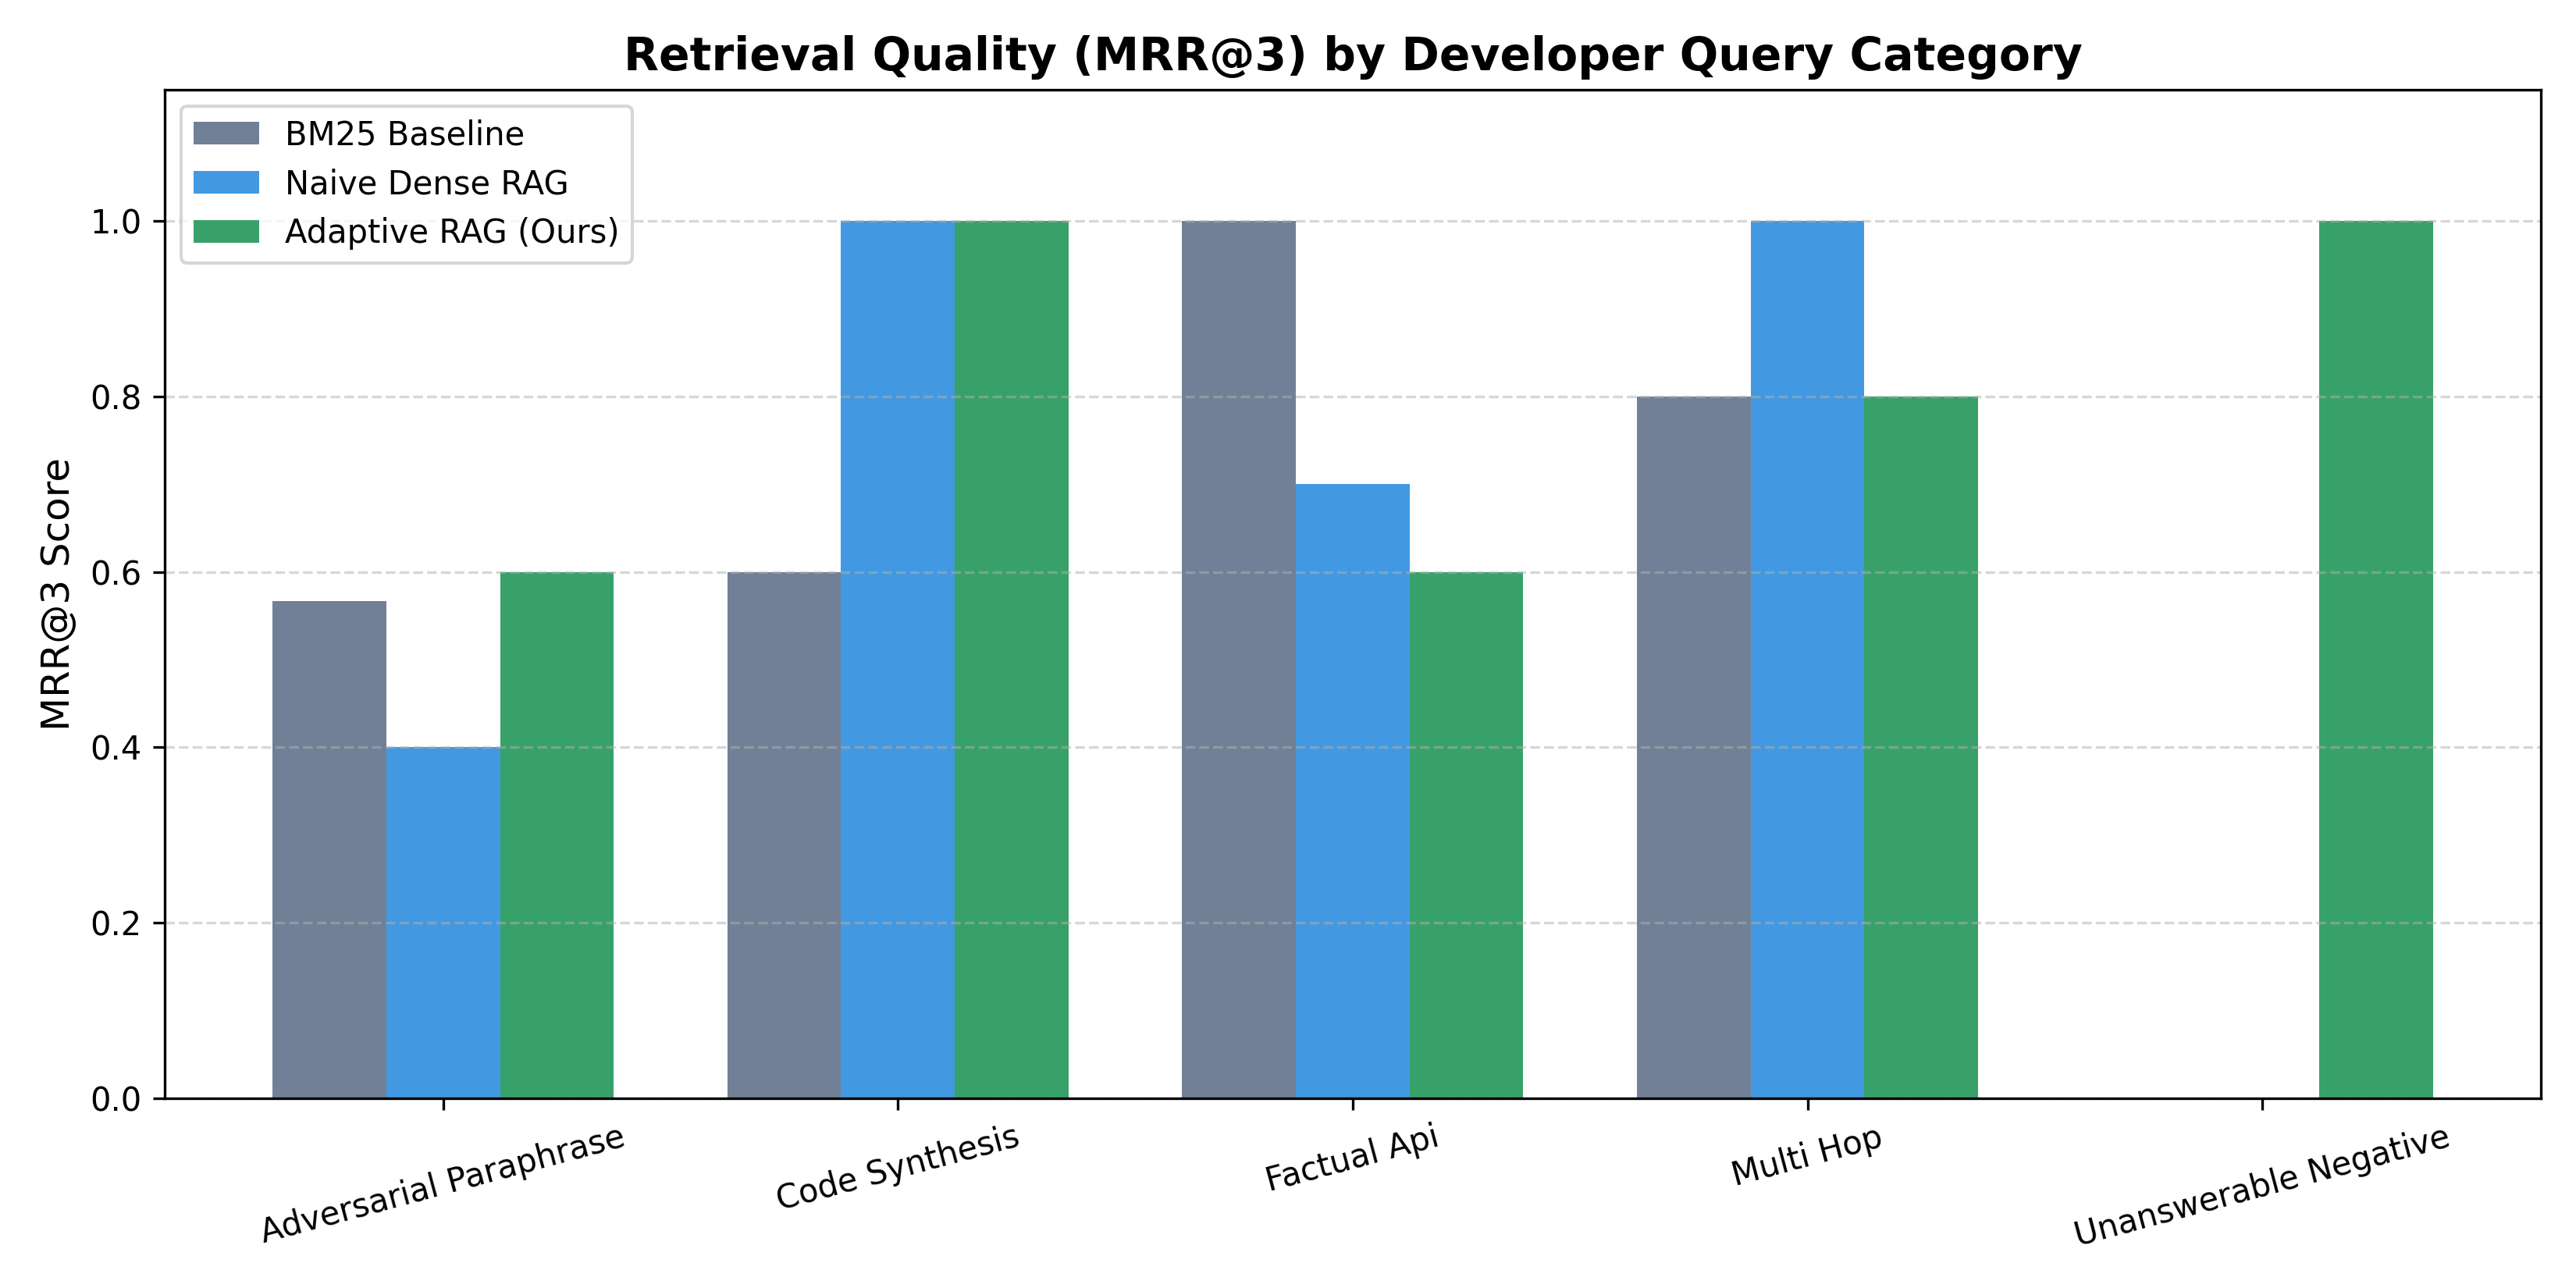 Retrieval Quality (MRR@3) by Developer Query Category
BM25 Baseline
Naive Dense RAG
Adaptive RAG (Ours)
MRR@3 Score
1.0
0.8
0.6
0.4
0.2
0.0
Adversarial Paraphrase
Code Synthesis
Factual Api
Multi Hop
Unanswerable Negative